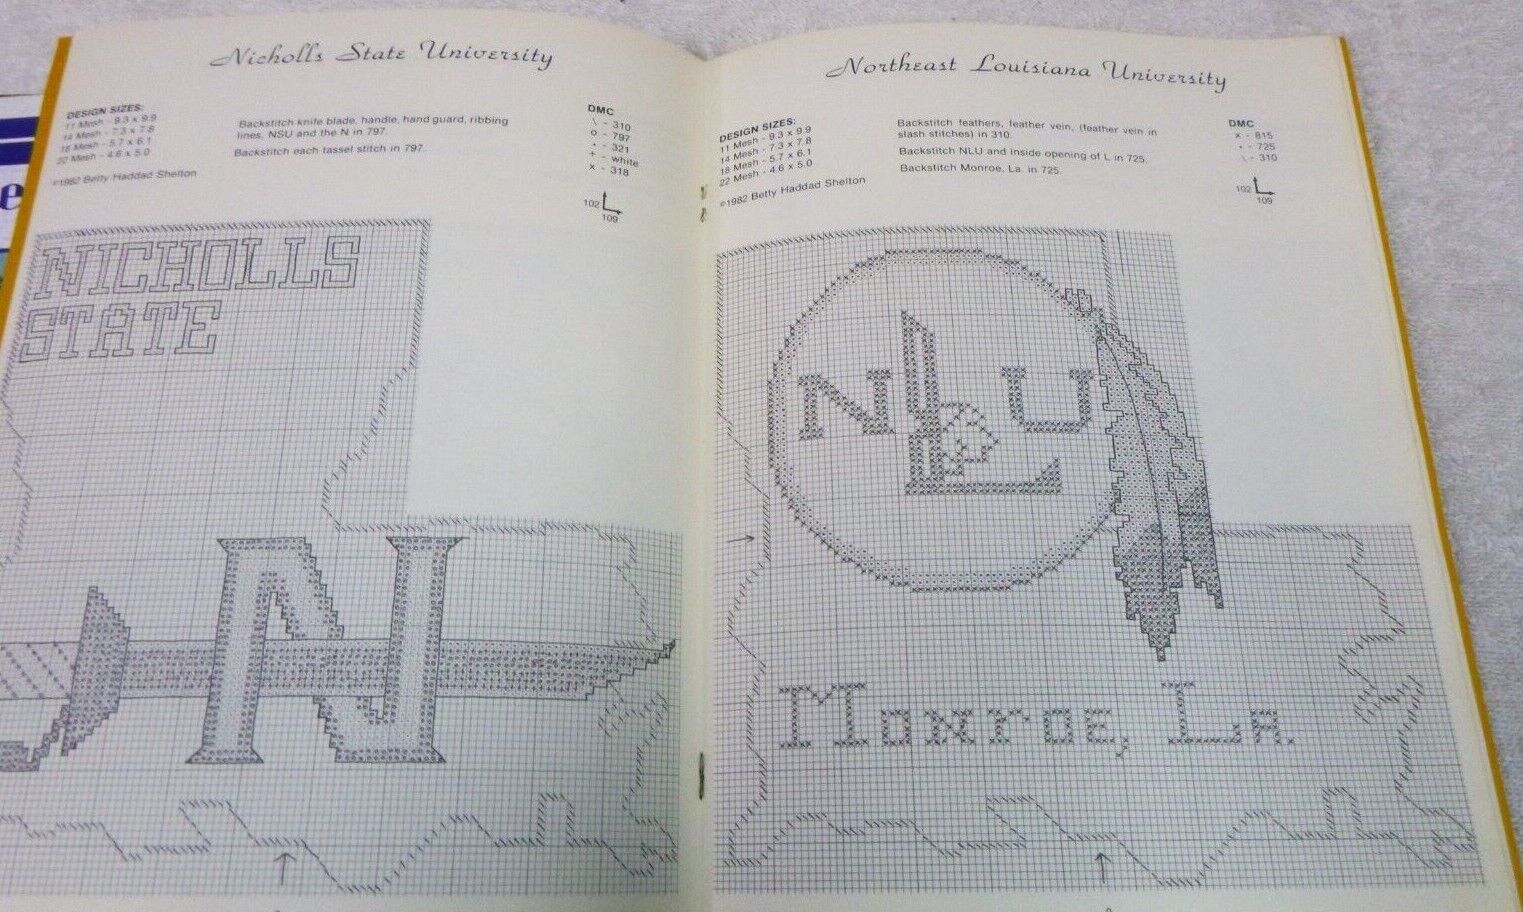 Nicholls State University
DESIGN SIZES:
11 Mesh - 9.3 x 9.9
14 Mesh - 7.3 x 7.8
18 Mesh - 5.7 x 6.1
22 Mesh - 4.6 x 5.0
©1982 Betty Haddad Shelton
Backstitch knife blade, handle, hand guard, ribbing
lines, NSU and the N in 797.
Backstitch each tassel stitch in 797.
DMC
\ - 310
o - 797
• - 321
+ - white
x - 318
102
109
NICHOLLS
STATE
N
Northeast Louisiana University
DESIGN SIZES:
11 Mesh - 9.3 x 9.9
14 Mesh - 7.3 x 7.8
18 Mesh - 5.7 x 6.1
22 Mesh - 4.6 x 5.0
©1982 Betty Haddad Shelton
Backstitch feathers, feather vein, (feather vein in
slash stitches) in 310.
Backstitch NLU and inside opening of L in 725.
Backstitch Monroe, La. in 725.
DMC
x - 815
• - 725
\ - 310
102
109
NLU
Monroe, La.
e